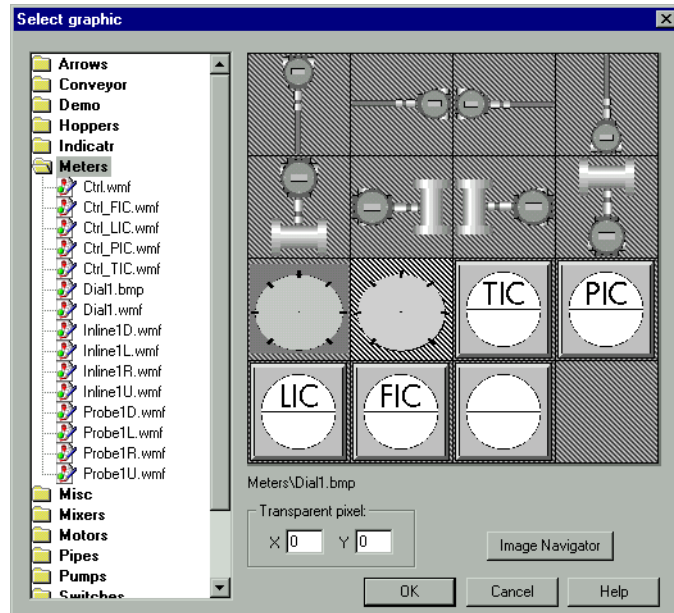 Select graphic
Arrows
Conveyor
Demo
Hoppers
Indicatr
Meters
Ctrl.wmf
Ctrl_FIC.wmf
Ctrl_LIC.wmf
Ctrl_PIC.wmf
Ctrl_TIC.wmf
Dial1.bmp
Dial1.wmf
Inline1D.wmf
Inline1L.wmf
Inline1R.wmf
Inline1U.wmf
Probe1D.wmf
Probe1L.wmf
Probe1R.wmf
Probe1U.wmf
Misc
Mixers
Motors
Pipes
Pumps
Switches
TIC PIC
LIC FIC
Meters\Dial1.bmp
Transparent pixel:
X 0 Y 0
Image Navigator
OK Cancel Help